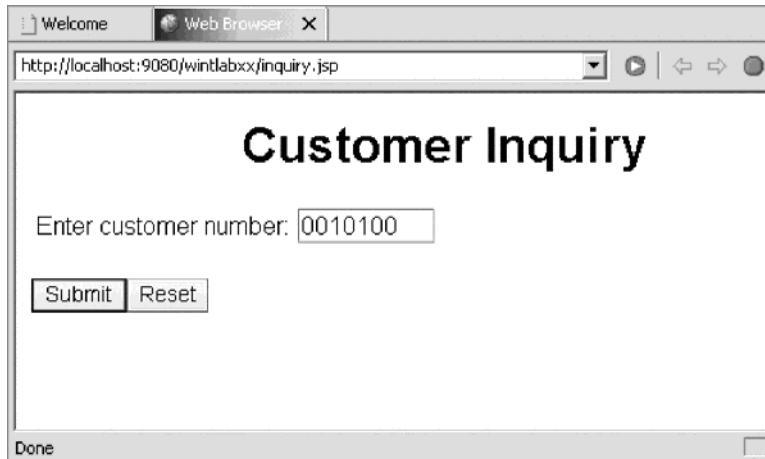 Welcome Web Browser
http://localhost:9080/wintlabxx/inquiry.jsp
Customer Inquiry
Enter customer number: 0010100
Submit Reset
Done